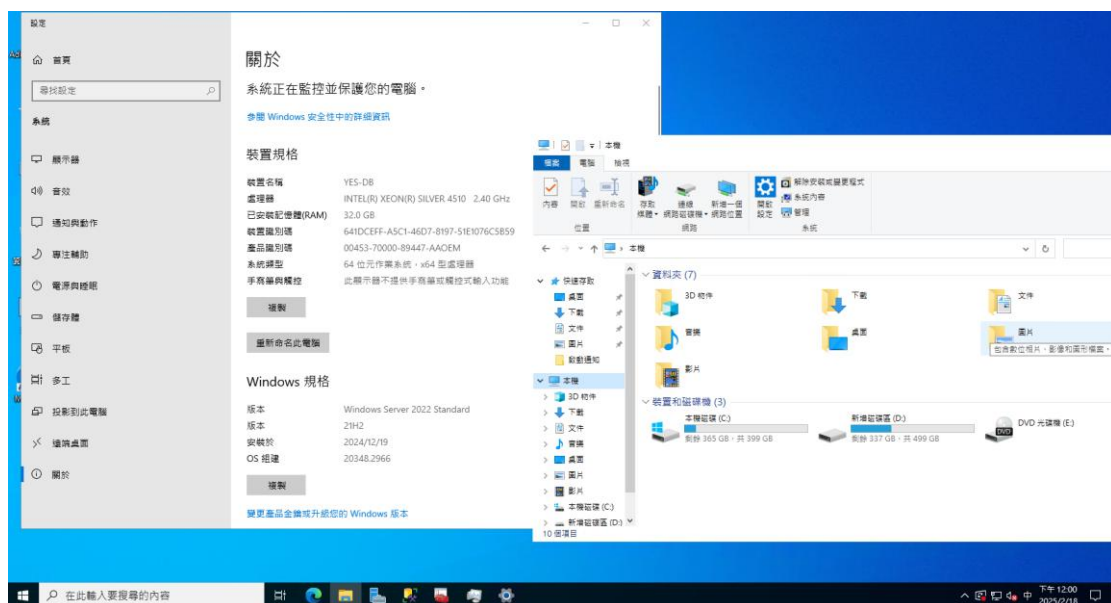 設定
首頁
尋找設定
系統
顯示器
音效
通知與動作
專注輔助
電源與睡眠
儲存體
平板
多工
投影到此電腦
遠端桌面
關於
關於
系統正在監控並保護您的電腦。
參閱 Windows 安全性中的詳細資訊
裝置規格
裝置名稱 YES-DB
處理器 INTEL(R) XEON(R) SILVER 4510 2.40 GHz
已安裝記憶體(RAM) 32.0 GB
裝置識別碼 641DCEFF-A5C1-46D7-8197-51E1076C5B59
產品識別碼 00453-70000-89447-AAOEM
系統類型 64 位元作業系統，x64 型處理器
手寫筆與觸控 此顯示器不提供手寫筆或觸控式輸入功能
複製
重新命名此電腦
Windows 規格
版本 Windows Server 2022 Standard
版本 21H2
安裝於 2024/12/19
OS 組建 20348.2966
複製
變更產品金鑰或升級您的 Windows 版本
本機
檔案 電腦 檢視
內容 開啟 重新命名
存取媒體 連線網路磁碟機 新增一個網路位置
開啟設定
解除安裝或變更程式
系統內容
管理
位置 網路 系統
本機
快速存取
桌面
下載
文件
圖片
啟動通知
本機
3D 物件
下載
文件
音樂
桌面
圖片
影片
本機磁碟 (C:)
新增磁碟區 (D:)
10 個項目
資料夾 (7)
3D 物件 下載 文件
音樂 桌面 圖片
包含數位相片、影像和圖形檔案。
影片
裝置和磁碟機 (3)
本機磁碟 (C:)
剩餘 365 GB，共 399 GB
新增磁碟區 (D:)
剩餘 337 GB，共 499 GB
DVD 光碟機 (E:)
DVD
在此輸入要搜尋的內容
中
下午 12:00
2025/2/18